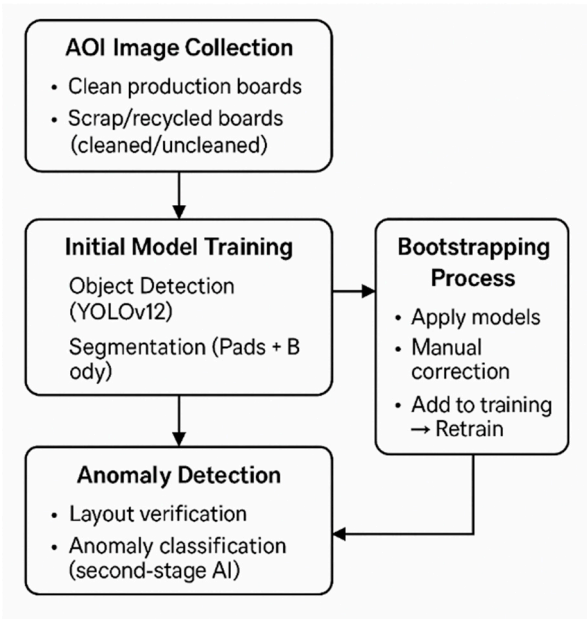 AOI Image Collection
• Clean production boards
• Scrap/recycled boards
(cleaned/uncleaned)
Initial Model Training
Object Detection
(YOLOv12)
Segmentation (Pads + B
ody)
Bootstrapping
Process
• Apply models
• Manual
correction
• Add to training
→ Retrain
Anomaly Detection
• Layout verification
• Anomaly classification
(second-stage AI)